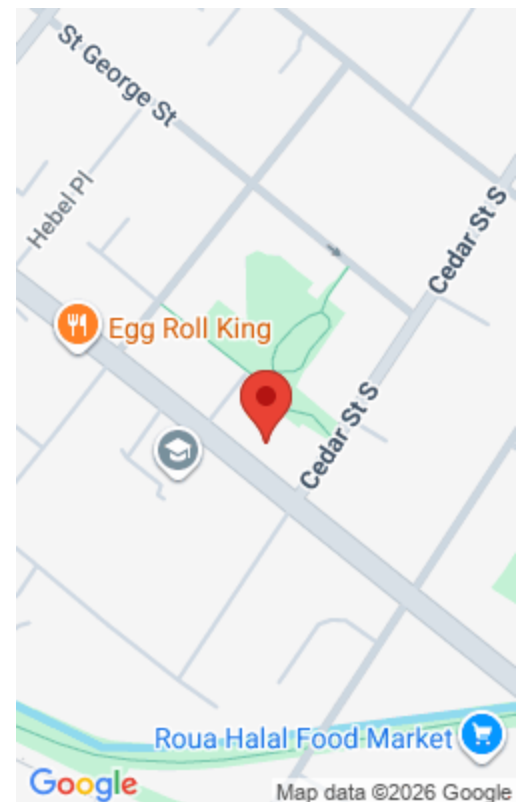 St George St
Hebel Pl
Cedar St S
Egg Roll King
Cedar St S
Roua Halal Food Market
Google
Map data ©2026 Google